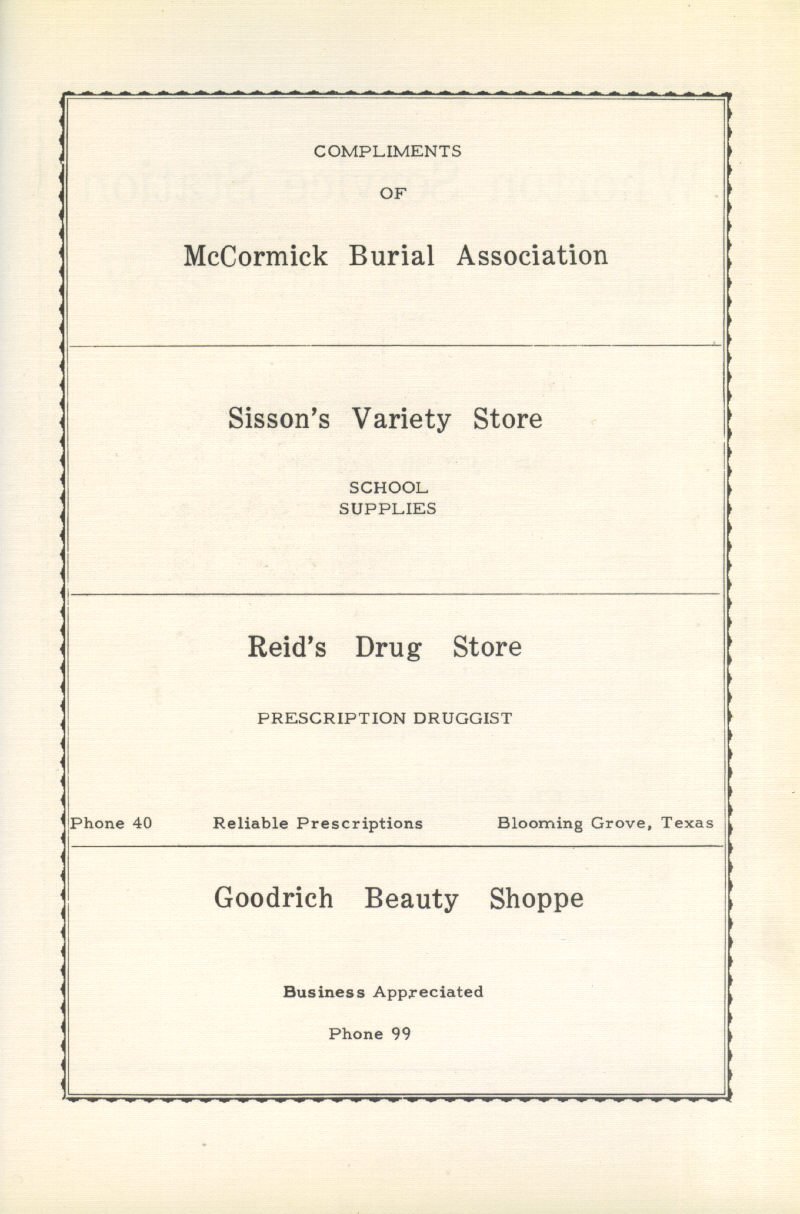 COMPLIMENTS
OF
McCormick Burial Association
Sisson's Variety Store
SCHOOL
SUPPLIES
Reid's Drug Store
PRESCRIPTION DRUGGIST
Phone 40 Reliable Prescriptions Blooming Grove, Texas
Goodrich Beauty Shoppe
Business Appreciated
Phone 99